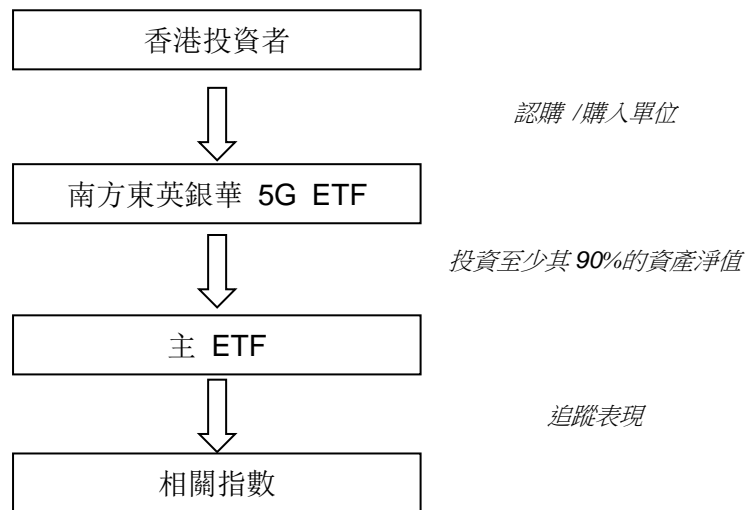 香港投資者
認購 /購入單位
南方東英銀華 5G ETF
投資至少其 90%的資產淨值
主 ETF
追蹤表現
相關指數